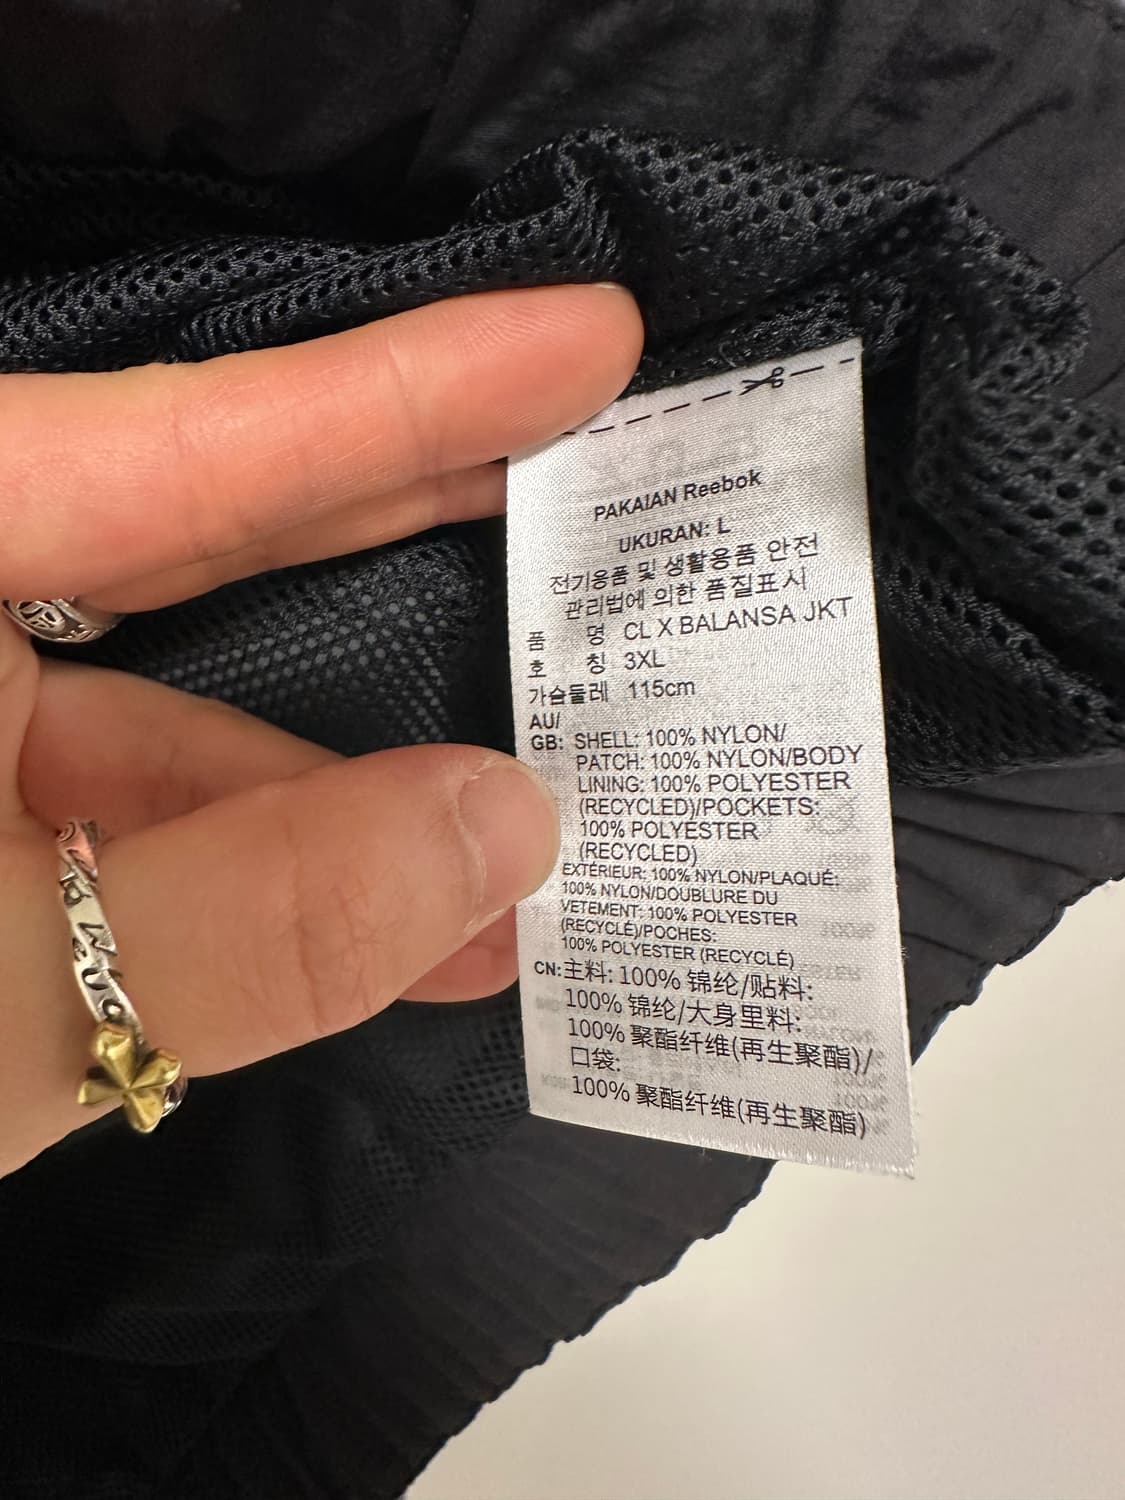 PAKAIAN Reebok
UKURAN: L
전기용품 및 생활용품 안전
관리법에 의한 품질표시
품 명 CL X BALANSA JKT
호 칭 3XL
가슴둘레 115cm
AU/
GB: SHELL: 100% NYLON/
PATCH: 100% NYLON/BODY
LINING: 100% POLYESTER
(RECYCLED)/POCKETS:
100% POLYESTER
(RECYCLED)
EXTÉRIEUR: 100% NYLON/PLAQUÉ:
100% NYLON/DOUBLURE DU
VETEMENT: 100% POLYESTER
(RECYCLÉ)/POCHES:
100% POLYESTER (RECYCLÉ)
CN: 主料: 100% 锦纶/贴料:
100% 锦纶/大身里料:
100% 聚酯纤维(再生聚酯)/
口袋:
100% 聚酯纤维(再生聚酯)